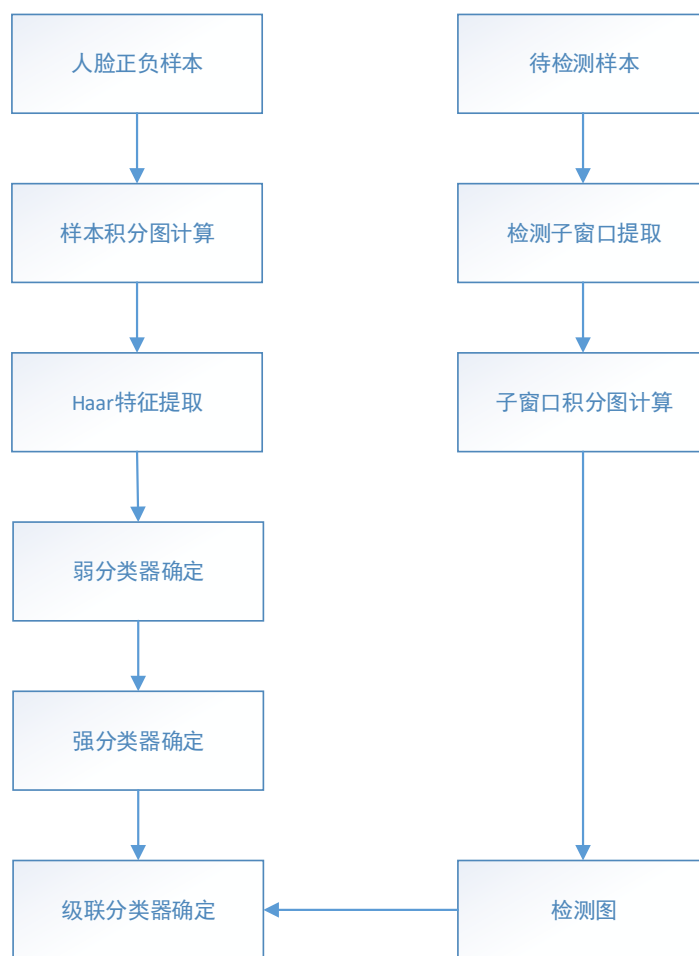 人脸正负样本
待检测样本
样本积分图计算
检测子窗口提取
Haar特征提取
子窗口积分图计算
弱分类器确定
强分类器确定
级联分类器确定
检测图